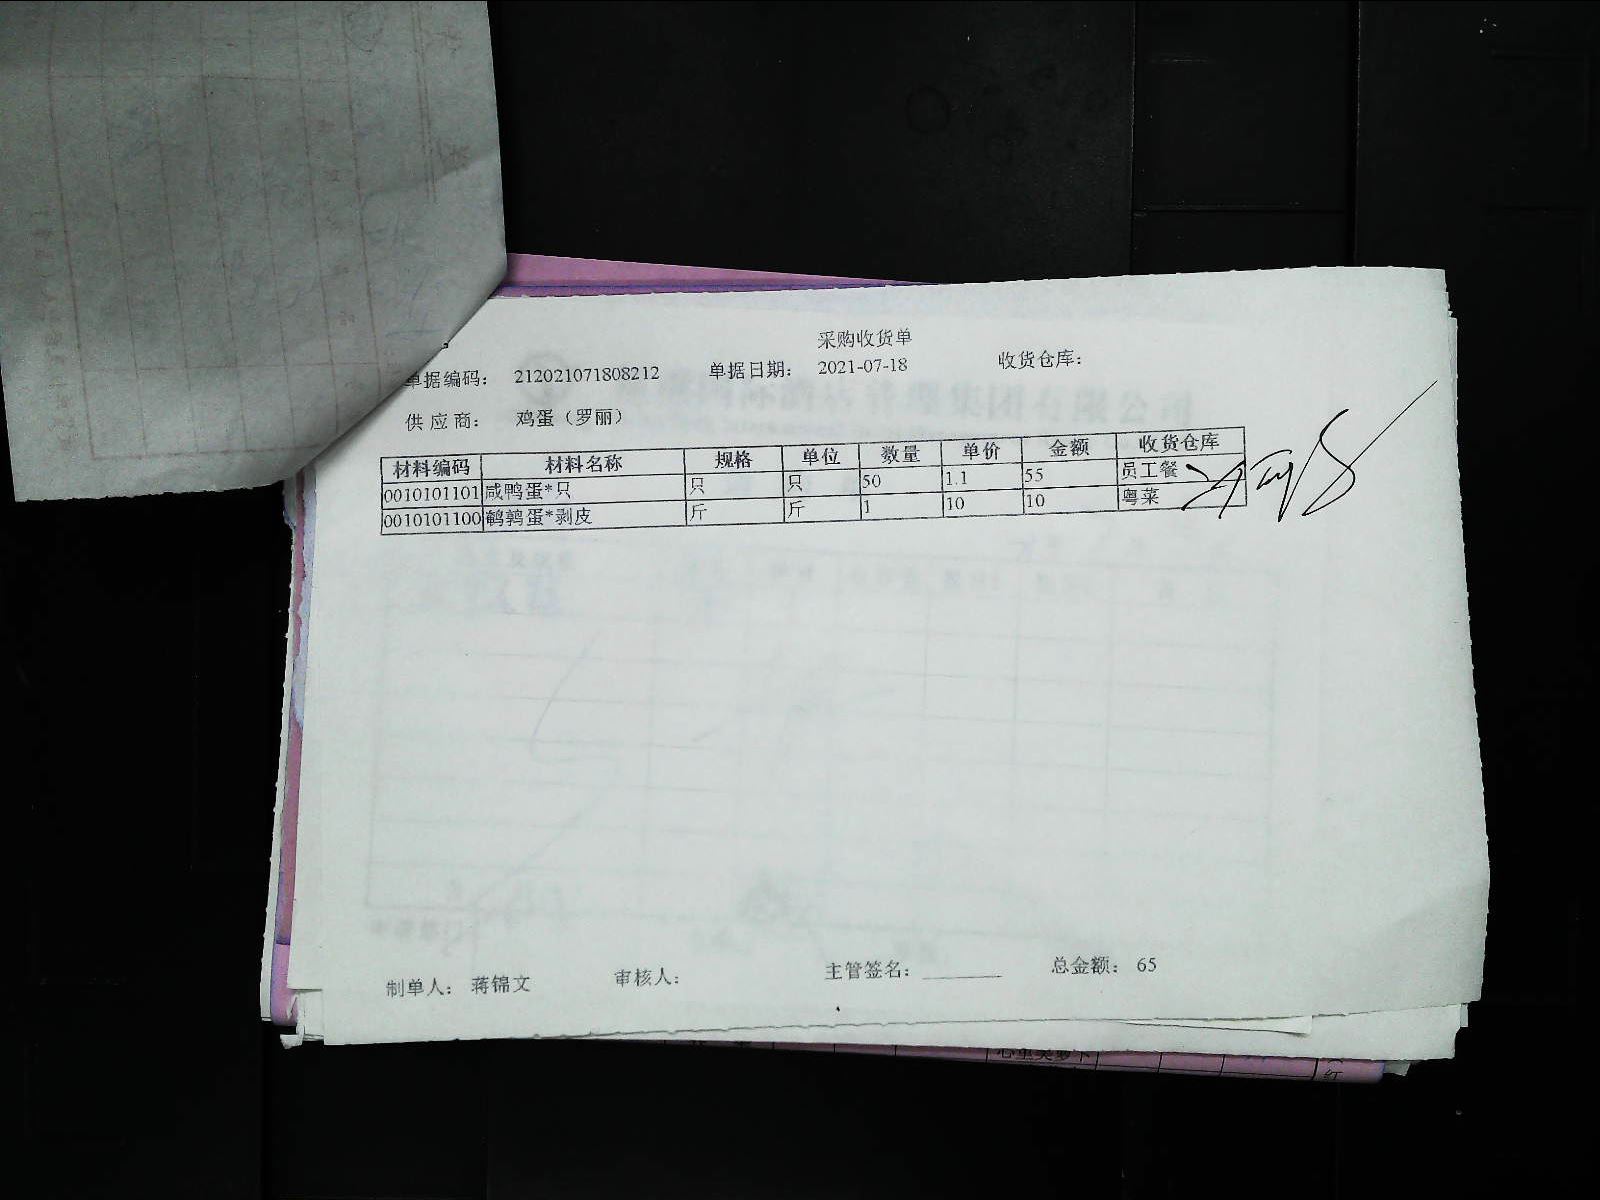 采购收货单
单据编码： 212021071808212 单据日期： 2021-07-18 收货仓库：
供应商： 鸡蛋（罗丽）
材料编码 材料名称 规格 单位 数量 单价 金额 收货仓库
0010101101 咸鸭蛋*只 只 只 50 1.1 55 员工餐
0010101100 鹌鹑蛋*剥皮 斤 斤 1 10 10 粤菜
制单人： 蒋锦文 审核人： 主管签名： ________ 总金额： 65